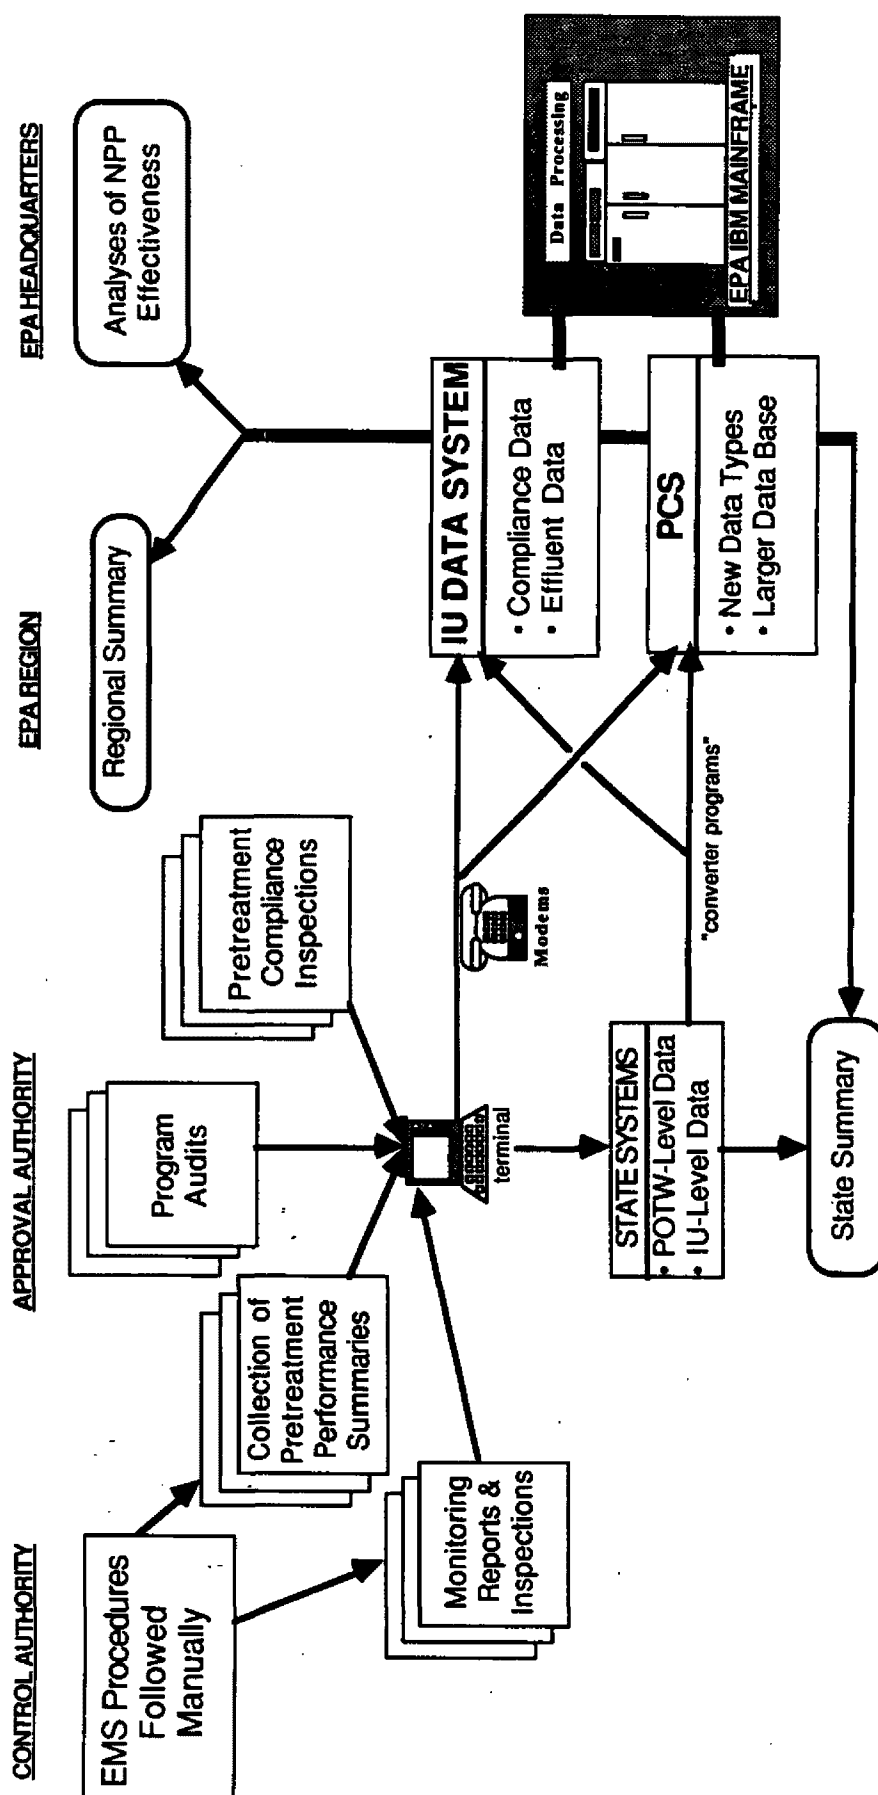 CONTROL AUTHORITY
APPROVAL AUTHORITY
EPA REGION
EPA HEADQUARTERS
EMS Procedures
Followed
Manually
Collection of
Pretreatment
Performance
Summaries
Monitoring
Reports &
Inspections
Program
Audits
Pretreatment
Compliance
Inspections
terminal
Modems
Regional Summary
Analyses of NPP
Effectiveness
IU DATA SYSTEM
• Compliance Data
• Effluent Data
PCS
• New Data Types
• Larger Data Base
Data Processing
EPA IBM MAINFRAME
STATE SYSTEMS
• POTW-Level Data
• IU-Level Data
"converter programs"
State Summary